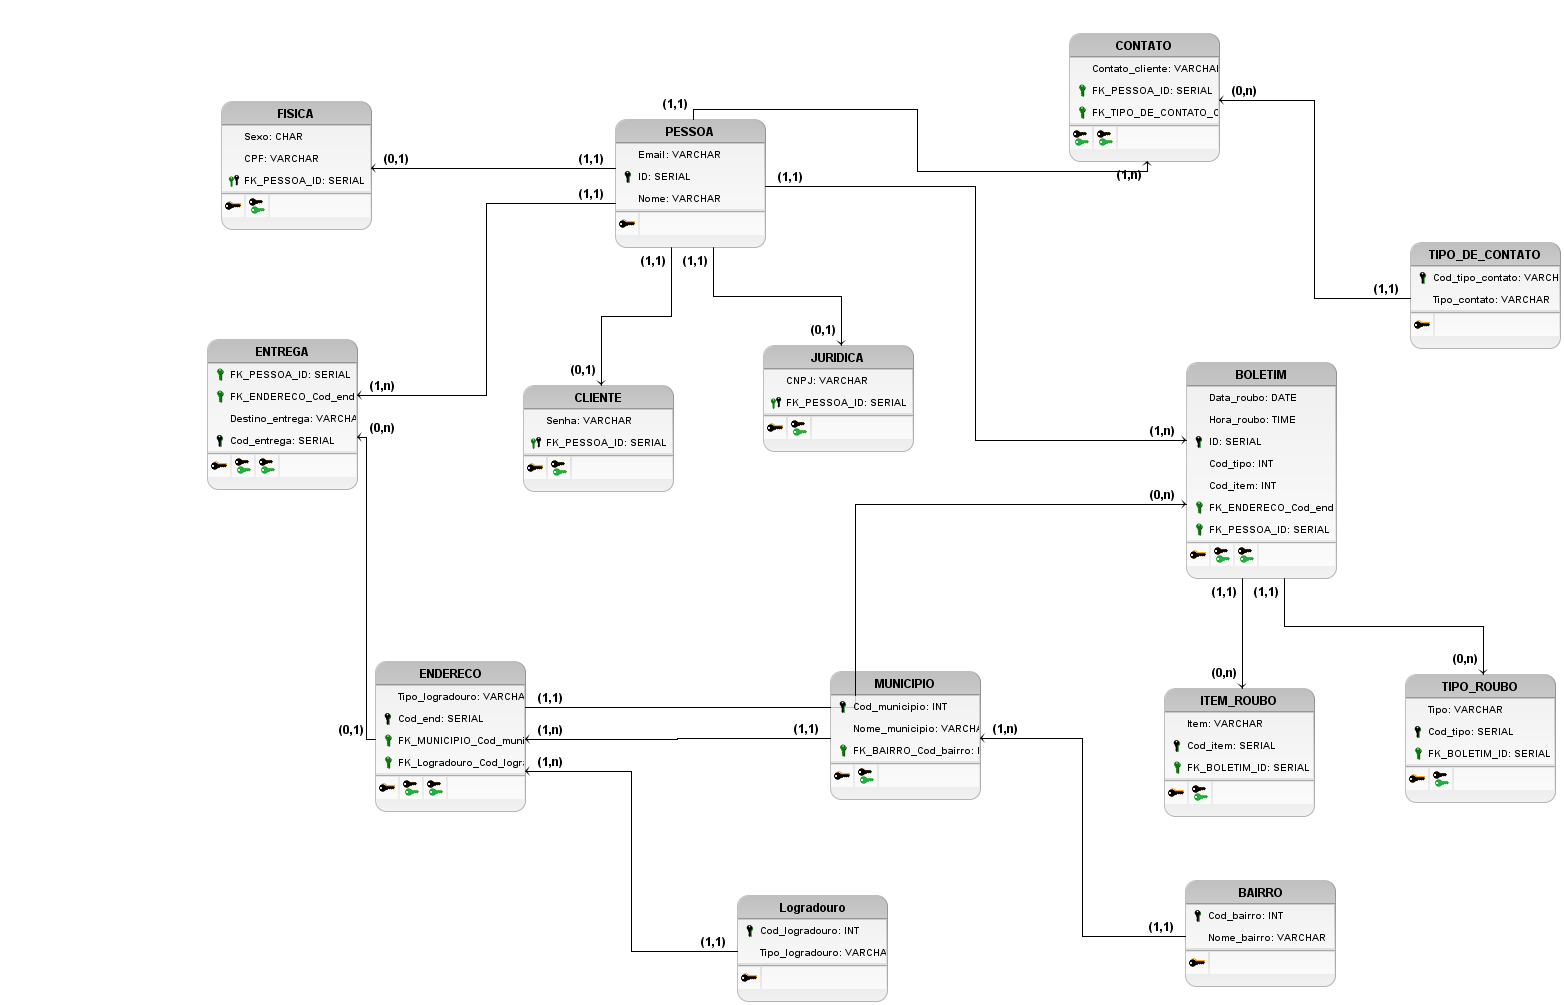 CONTATO
Contato_cliente: VARCHAI
FK_PESSOA_ID: SERIAL
FK_TIPO_DE_CONTATO_C
(0,n)
(1,n)
FISICA
Sexo: CHAR
CPF: VARCHAR
FK_PESSOA_ID: SERIAL
(0,1)
(1,1)
(1,1)
PESSOA
Email: VARCHAR
ID: SERIAL
Nome: VARCHAR
(1,1)
(1,1)
(1,1)
(1,1)
TIPO_DE_CONTATO
Cod_tipo_contato: VARCH
Tipo_contato: VARCHAR
(1,1)
ENTREGA
FK_PESSOA_ID: SERIAL
FK_ENDERECO_Cod_end
Destino_entrega: VARCHA
Cod_entrega: SERIAL
(1,n)
(0,n)
(0,1)
CLIENTE
Senha: VARCHAR
FK_PESSOA_ID: SERIAL
(0,1)
JURIDICA
CNPJ: VARCHAR
FK_PESSOA_ID: SERIAL
BOLETIM
Data_roubo: DATE
Hora_roubo: TIME
ID: SERIAL
Cod_tipo: INT
Cod_item: INT
FK_ENDERECO_Cod_end
FK_PESSOA_ID: SERIAL
(1,n)
(0,n)
(1,1)
(1,1)
ENDERECO
Tipo_logradouro: VARCHA
Cod_end: SERIAL
FK_MUNICIPIO_Cod_muni
FK_Logradouro_Cod_logr
(0,1)
(1,1)
(1,n)
(1,n)
(1,1)
MUNICIPIO
Cod_municipio: INT
Nome_municipio: VARCHA
FK_BAIRRO_Cod_bairro: I
(1,n)
(0,n)
ITEM_ROUBO
Item: VARCHAR
Cod_item: SERIAL
FK_BOLETIM_ID: SERIAL
(0,n)
TIPO_ROUBO
Tipo: VARCHAR
Cod_tipo: SERIAL
FK_BOLETIM_ID: SERIAL
Logradouro
Cod_logradouro: INT
Tipo_logradouro: VARCHA
(1,1)
BAIRRO
Cod_bairro: INT
Nome_bairro: VARCHAR
(1,1)